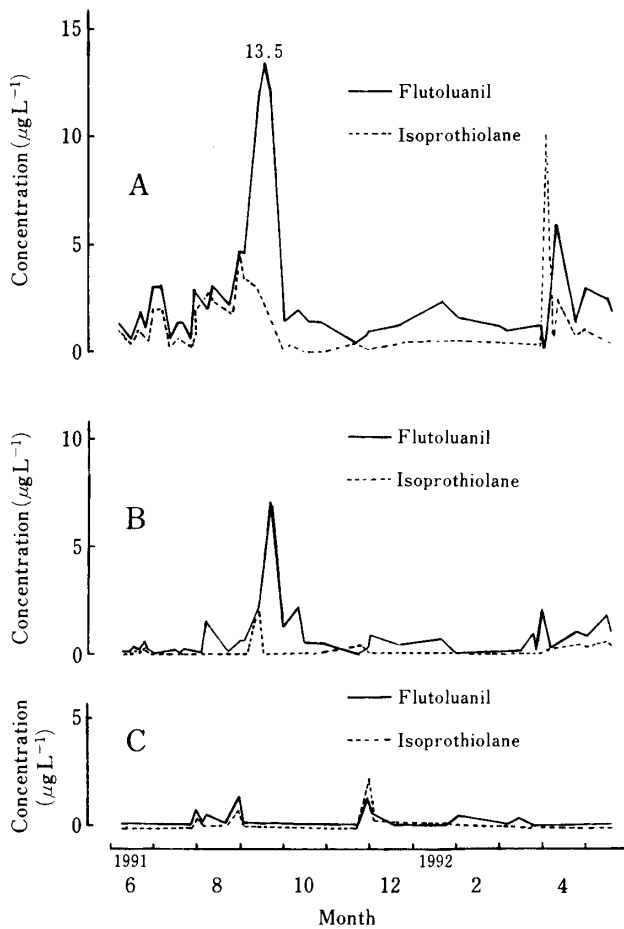 15
13.5
Concentration (μg L⁻¹)
10
5
0
A
Flutoluanil
Isoprothiolane
10
Concentration (μg L⁻¹)
5
0
B
Flutoluanil
Isoprothiolane
5
Concentration
(μg L⁻¹)
0
C
Flutoluanil
Isoprothiolane
1991 1992
6 8 10 12 2 4
Month